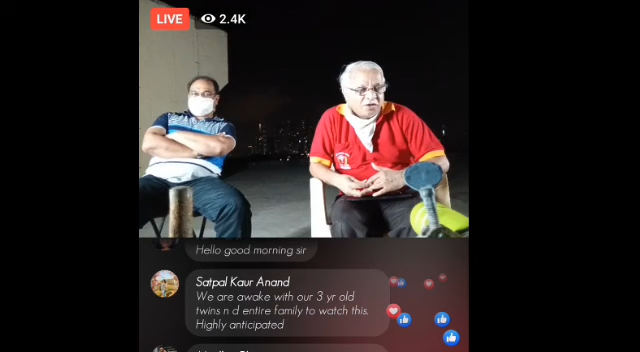 LIVE 2.4K
Hello good morning sir
Satpal Kaur Anand
We are awake with our 3 yr old
twins n d entire family to watch this.
Highly anticipated